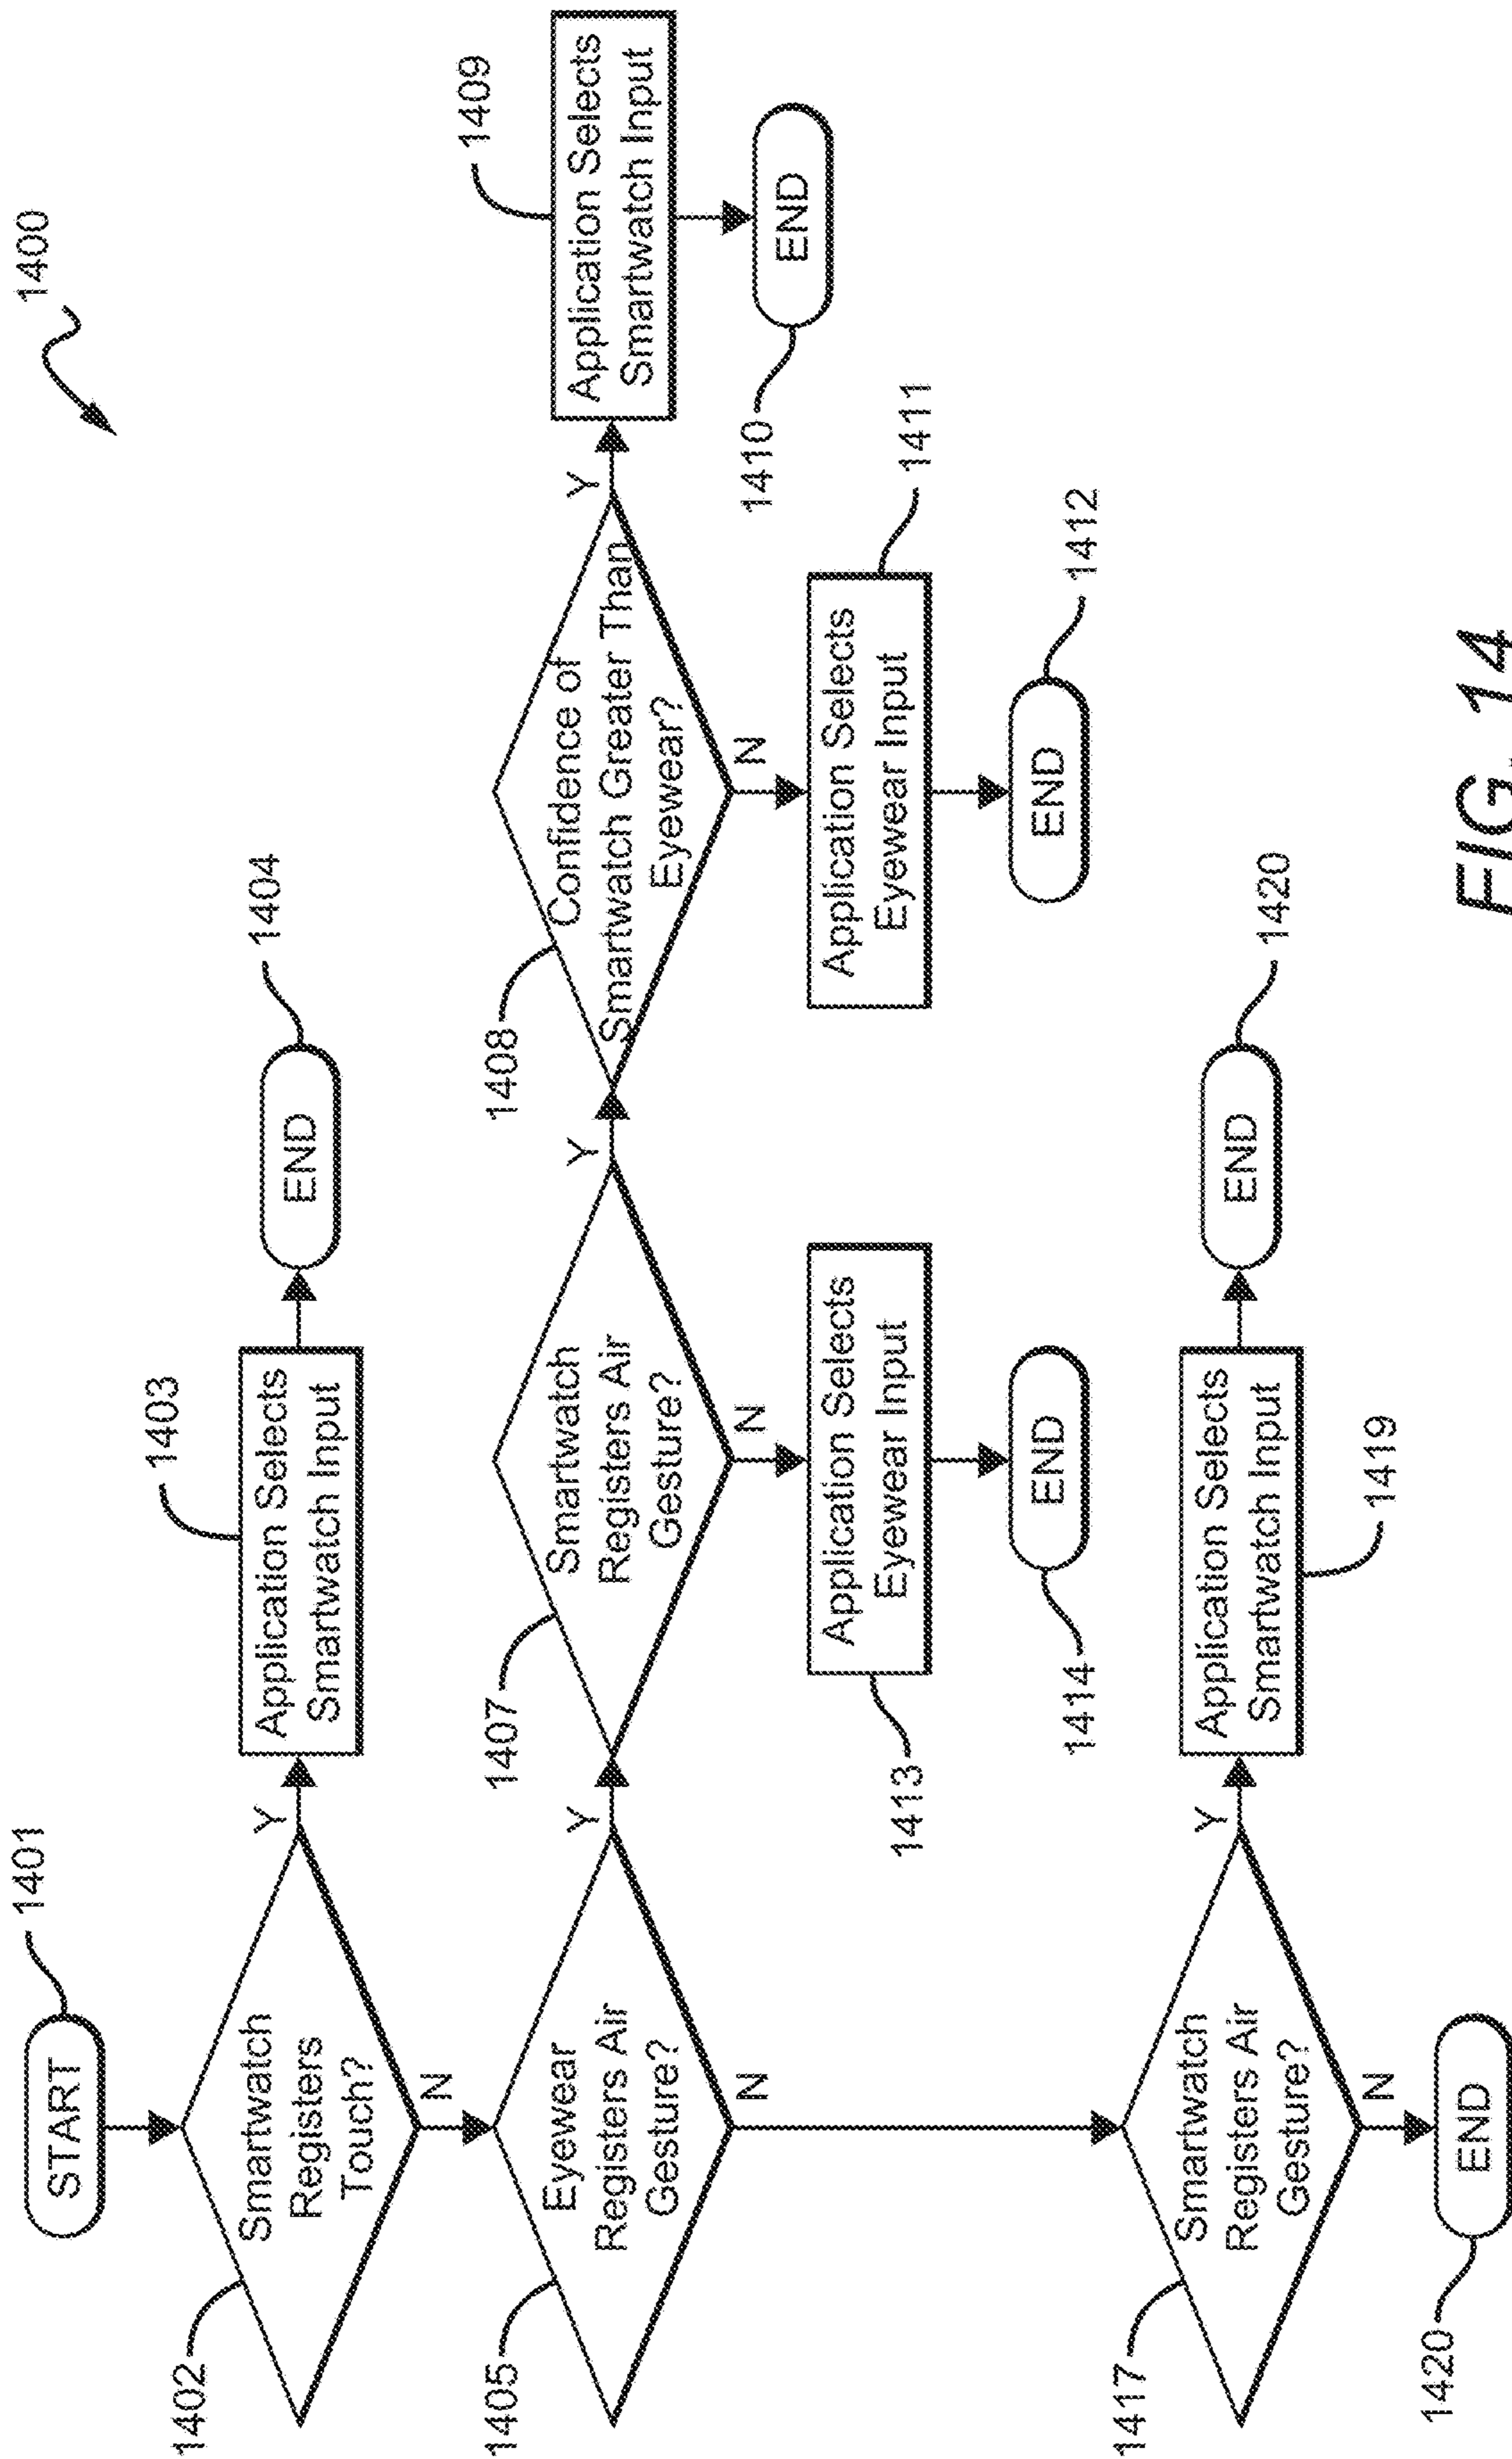 1400
START
1401
1402
Smartwatch
Registers
Touch?
Y
N
1403
Application Selects
Smartwatch Input
1404
END
1405
Eyewear
Registers Air
Gesture?
Y
N
1407
Smartwatch
Registers Air
Gesture?
Y
N
1408
Confidence of
Smartwatch Greater Than
Eyewear?
Y
N
1409
Application Selects
Smartwatch Input
1410
END
1411
Application Selects
Eyewear Input
1412
END
1413
Application Selects
Eyewear Input
1414
END
1417
Smartwatch
Registers Air
Gesture?
Y
N
1419
Application Selects
Smartwatch Input
1420
END
1420
END
FIG. 14